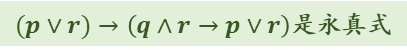 (p ∨ r) → (q ∧ r → p ∨ r)是永真式